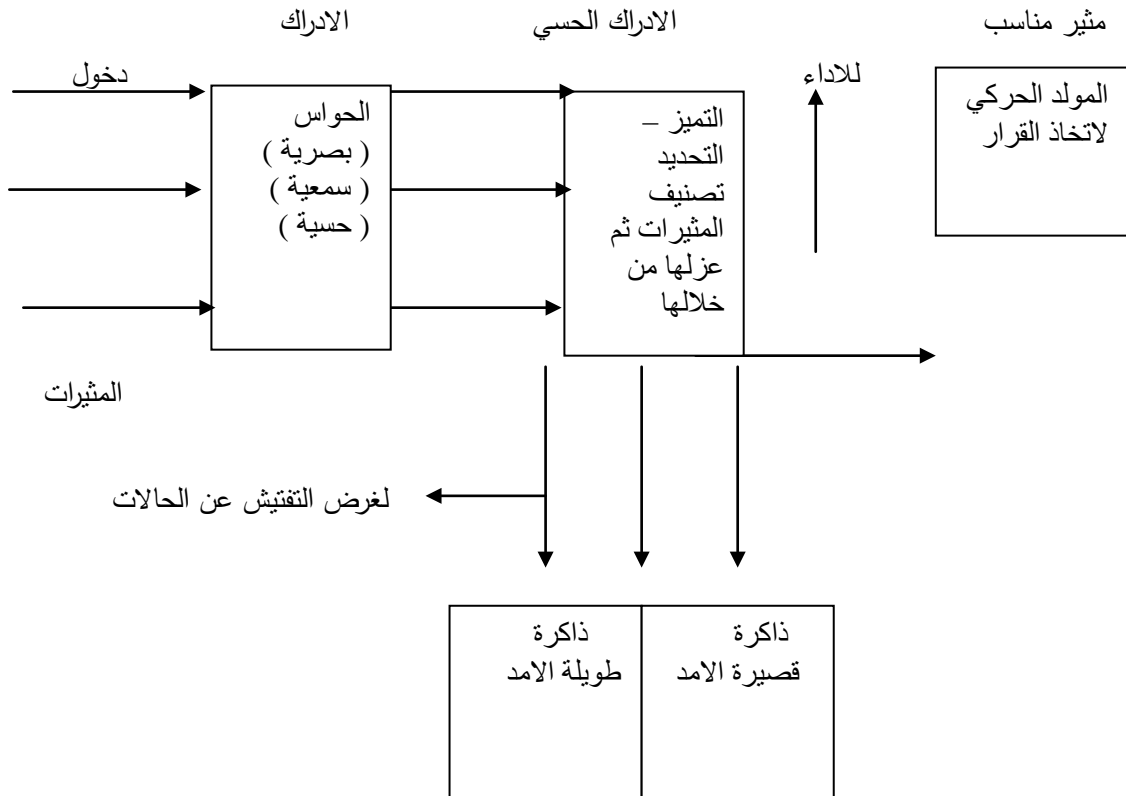 الادراك
الادراك الحسي
مثير مناسب
دخول
الحواس
( بصرية )
( سمعية )
( حسية )
التميز –
التحديد
تصنيف
المثيرات ثم
عزلها من
خلالها
للاداء
المولد الحركي
لاتخاذ القرار
المثيرات
لغرض التفتيش عن الحالات
ذاكرة
طويلة الامد
ذاكرة
قصيرة الامد